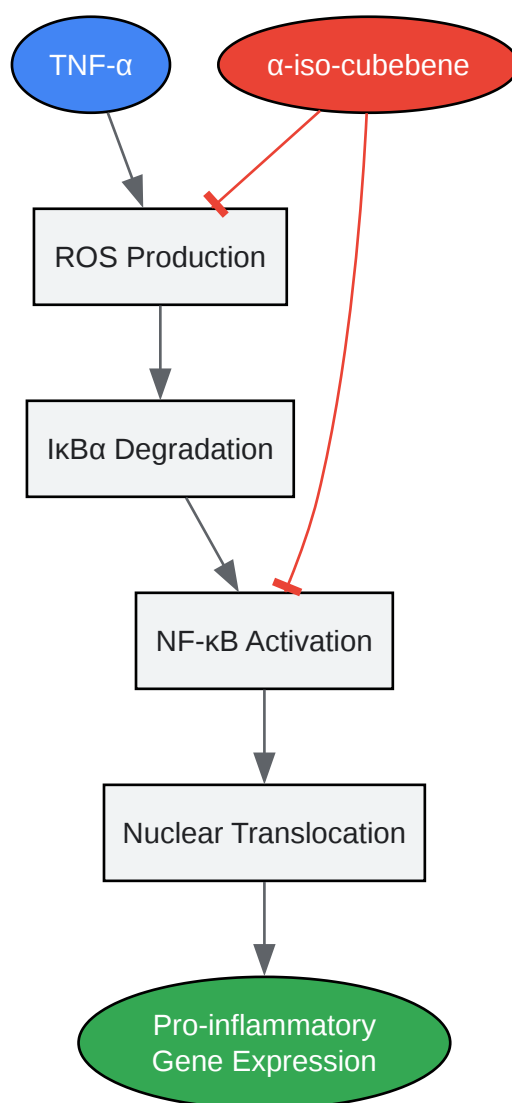 TNF-α
α-iso-cubebene
ROS Production
IκBα Degradation
NF-κB Activation
Nuclear Translocation
Pro-inflammatory
Gene Expression